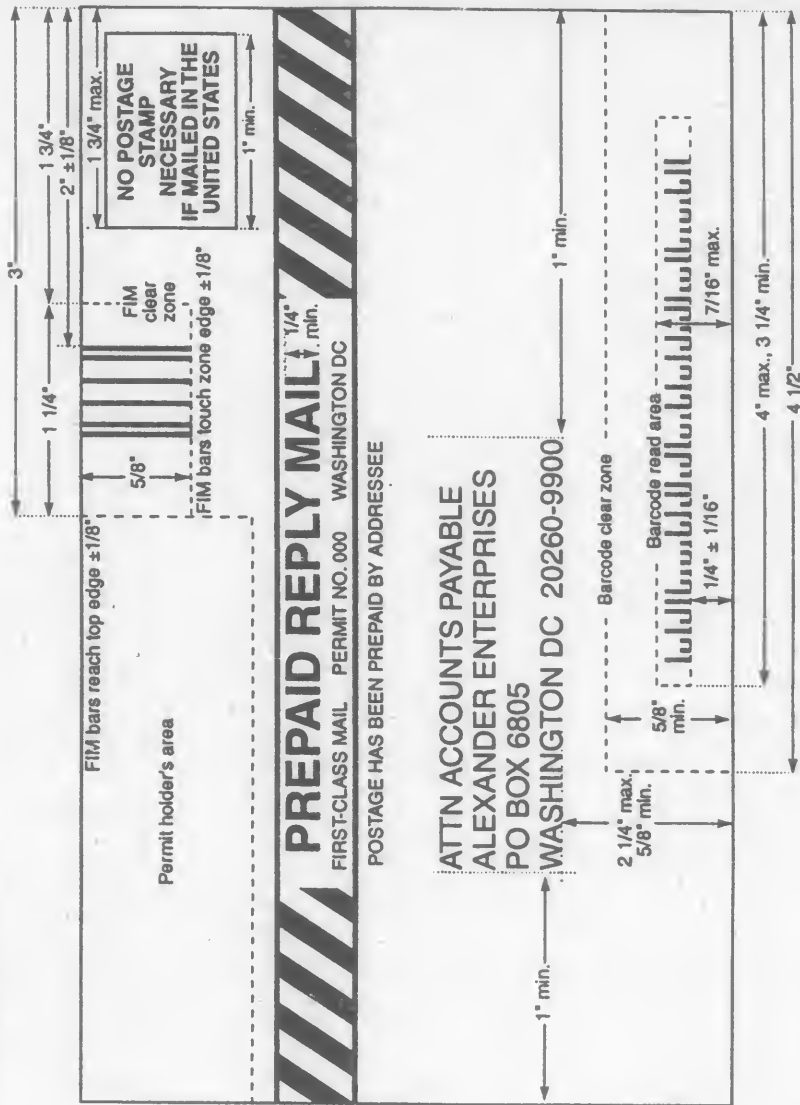 3"
1 3/4"
2" ±1/8"
1 1/4"
1 3/4" max.
FIM bars reach top edge ±1/8"
5/8"
FIM
clear
zone
NO POSTAGE
STAMP
NECESSARY
IF MAILED IN THE
UNITED STATES
1" min.
FIM bars touch zone edge ±1/8"
Permit holder's area
PREPAID REPLY MAIL
1/4"
min.
FIRST-CLASS MAIL PERMIT NO. 000 WASHINGTON DC
POSTAGE HAS BEEN PREPAID BY ADDRESSEE
ATTN ACCOUNTS PAYABLE
ALEXANDER ENTERPRISES
PO BOX 6805
WASHINGTON DC 20260-9900
1" min.
1" min.
2 1/4" max.
5/8" min.
Barcode clear zone
5/8"
min.
Barcode read area
1/4" ± 1/16"
7/16" max.
4" max., 3 1/4" min.
4 1/2"